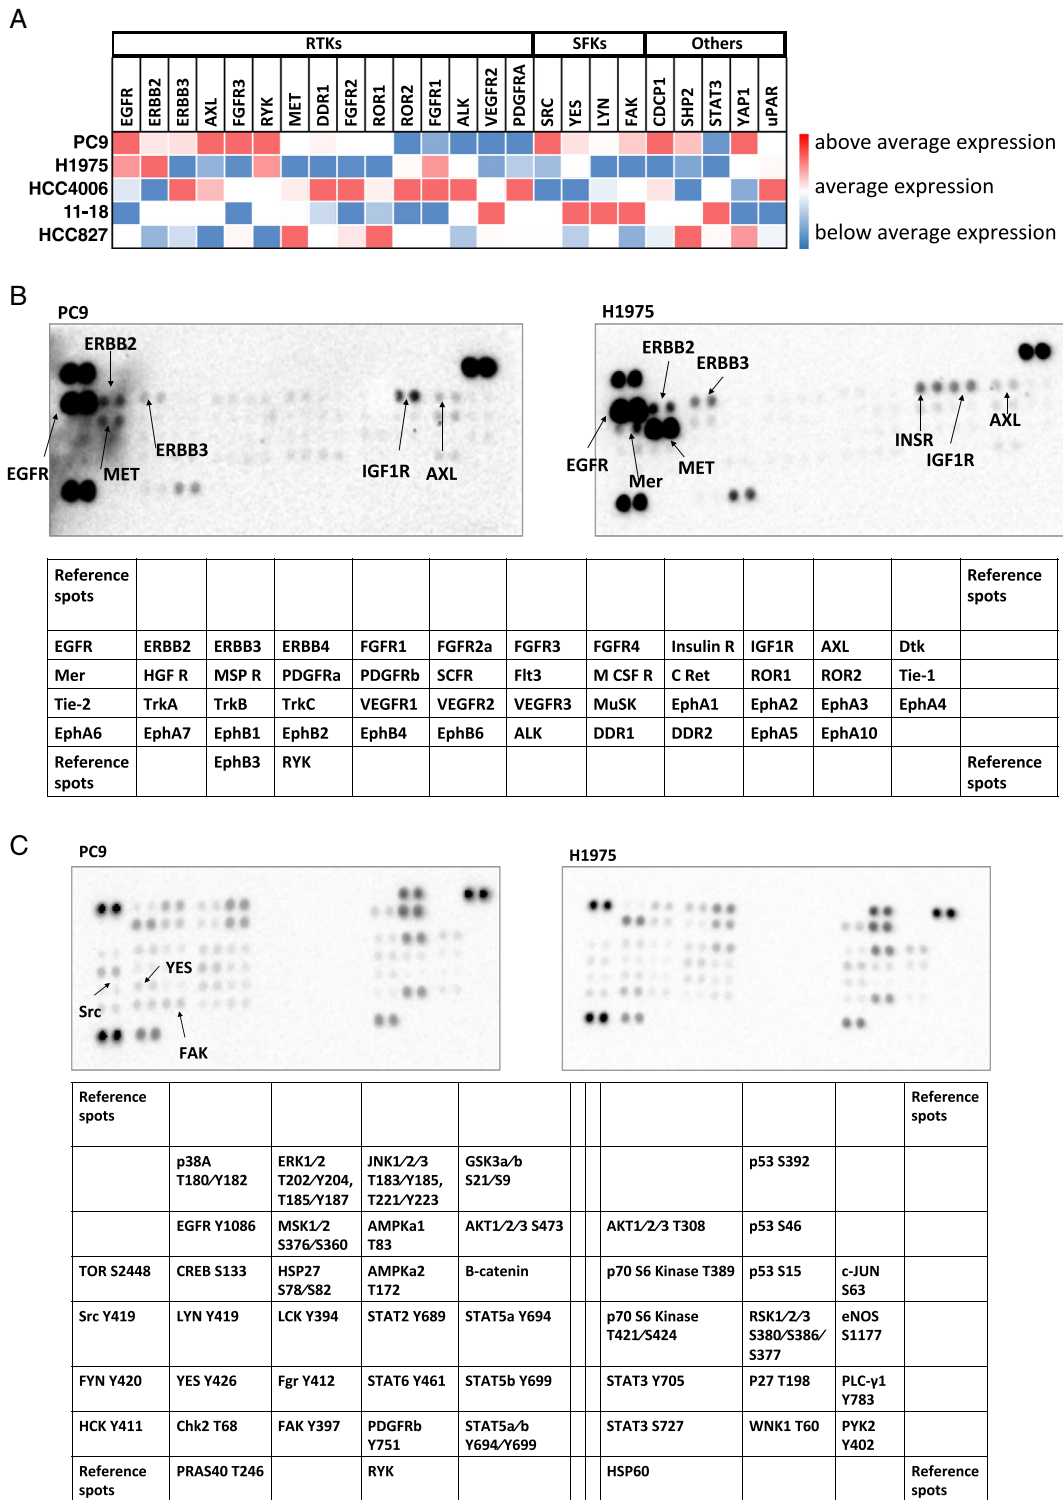 A
RTKs SFKs Others
EGFR ERBB2 ERBB3 AXL FGFR3 RYK MET DDR1 FGFR2 ROR1 ROR2 FGFR1 ALK VEGFR2 PDGFRA SRC YES LYN FAK CDCP1 SHP2 STAT3 YAP1 uPAR
PC9
H1975
HCC4006
11-18
HCC827
above average expression
average expression
below average expression
B
PC9
ERBB2
ERBB3
EGFR
MET
IGF1R
AXL
H1975
ERBB2
ERBB3
EGFR
Mer
MET
INSR
IGF1R
AXL
Reference Reference
spots spots
EGFR ERBB2 ERBB3 ERBB4 FGFR1 FGFR2a FGFR3 FGFR4 Insulin R IGF1R AXL Dtk
Mer HGF R MSP R PDGFRa PDGFRb SCFR Flt3 M CSF R C Ret ROR1 ROR2 Tie-1
Tie-2 TrkA TrkB TrkC VEGFR1 VEGFR2 VEGFR3 MuSK EphA1 EphA2 EphA3 EphA4
EphA6 EphA7 EphB1 EphB2 EphB4 EphB6 ALK DDR1 DDR2 EphA5 EphA10
Reference EphB3 RYK Reference
spots spots
C
PC9
YES
Src
FAK
H1975
Reference Reference
spots spots
p38A ERK1/2 JNK1/2/3 GSK3a/b p53 S392
T180/Y182 T202/Y204, T183/Y185, S21/S9
T185/Y187 T221/Y223
EGFR Y1086 MSK1/2 AMPKa1 AKT1/2/3 S473 AKT1/2/3 T308 p53 S46
S376/S360 T83
TOR S2448 CREB S133 HSP27 AMPKa2 B-catenin p70 S6 Kinase T389 p53 S15 c-JUN
S78/S82 T172 S63
Src Y419 LYN Y419 LCK Y394 STAT2 Y689 STAT5a Y694 p70 S6 Kinase RSK1/2/3 eNOS
T421/S424 S380/S386/ S1177
S377
FYN Y420 YES Y426 Fgr Y412 STAT6 Y461 STAT5b Y699 STAT3 Y705 P27 T198 PLC-γ1
Y783
HCK Y411 Chk2 T68 FAK Y397 PDGFRb STAT5a/b STAT3 S727 WNK1 T60 PYK2
Y751 Y694/Y699 Y402
Reference PRAS40 T246 RYK HSP60 Reference
spots spots